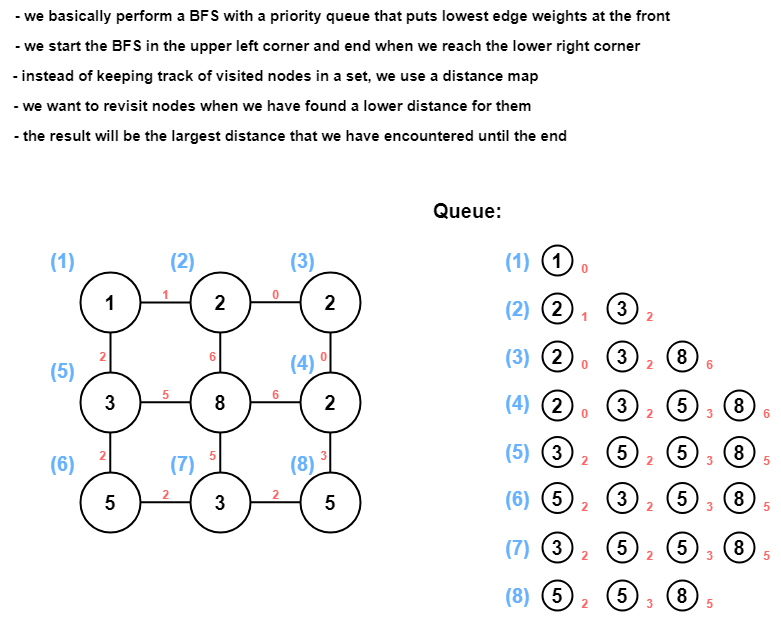 - we basically perform a BFS with a priority queue that puts lowest edge weights at the front
- we start the BFS in the upper left corner and end when we reach the lower right corner
- instead of keeping track of visited nodes in a set, we use a distance map
- we want to revisit nodes when we have found a lower distance for them
- the result will be the largest distance that we have encountered until the end
Queue:
(1) (2) (3)
1 1 2 0 2
2 6 (4) 0
(5)
3 5 8 6 2
2 5 3
(6) (7) (8)
5 2 3 2 5
(1) 1 0
(2) 2 1 3 2
(3) 2 0 3 2 8 6
(4) 2 0 3 2 5 3 8 6
(5) 3 2 5 2 5 3 8 5
(6) 5 2 3 2 5 3 8 5
(7) 3 2 5 2 5 3 8 5
(8) 5 2 5 3 8 5